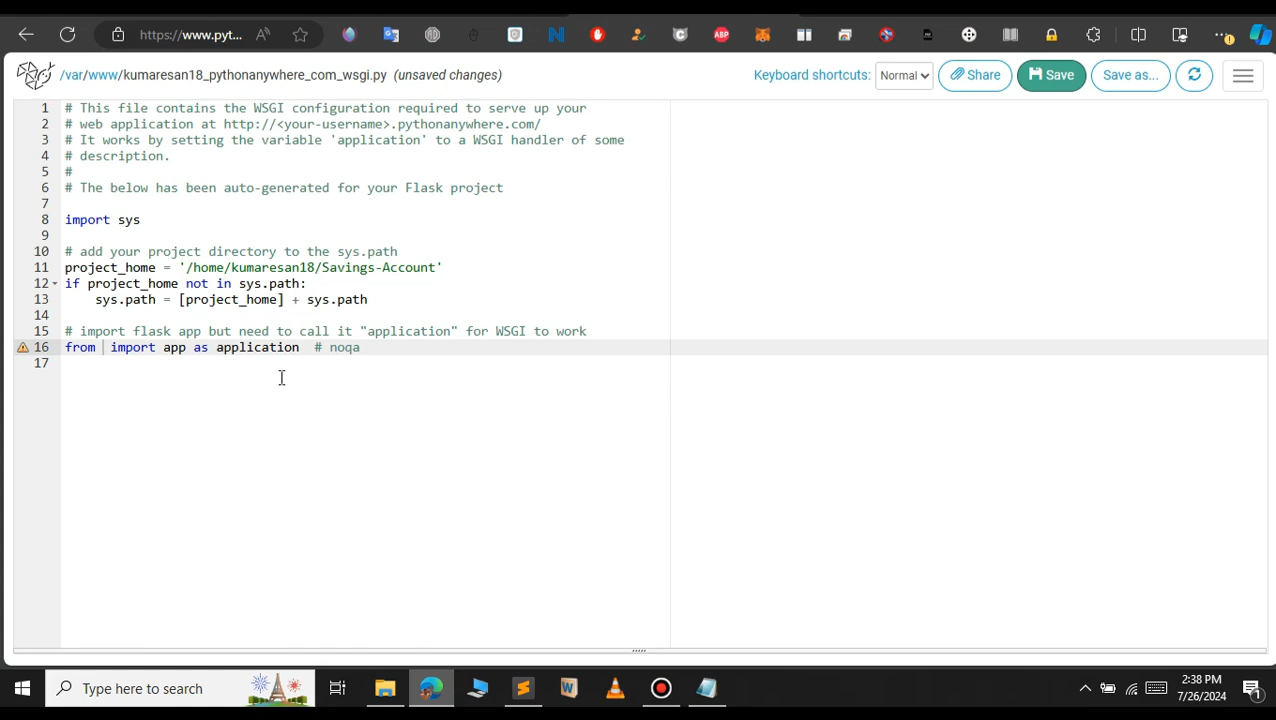 https://www.pyt...
/var/www/kumaresan18_pythonanywhere_com_wsgi.py (unsaved changes)
Keyboard shortcuts: Normal Share Save Save as...
1 # This file contains the WSGI configuration required to serve up your
2 # web application at http://<your-username>.pythonanywhere.com/
3 # It works by setting the variable 'application' to a WSGI handler of some
4 # description.
5 #
6 # The below has been auto-generated for your Flask project
7
8 import sys
9
10 # add your project directory to the sys.path
11 project_home = '/home/kumaresan18/Savings-Account'
12 if project_home not in sys.path:
13 sys.path = [project_home] + sys.path
14
15 # import flask app but need to call it "application" for WSGI to work
16 from import app as application # noqa
17
Type here to search
2:38 PM
7/26/2024